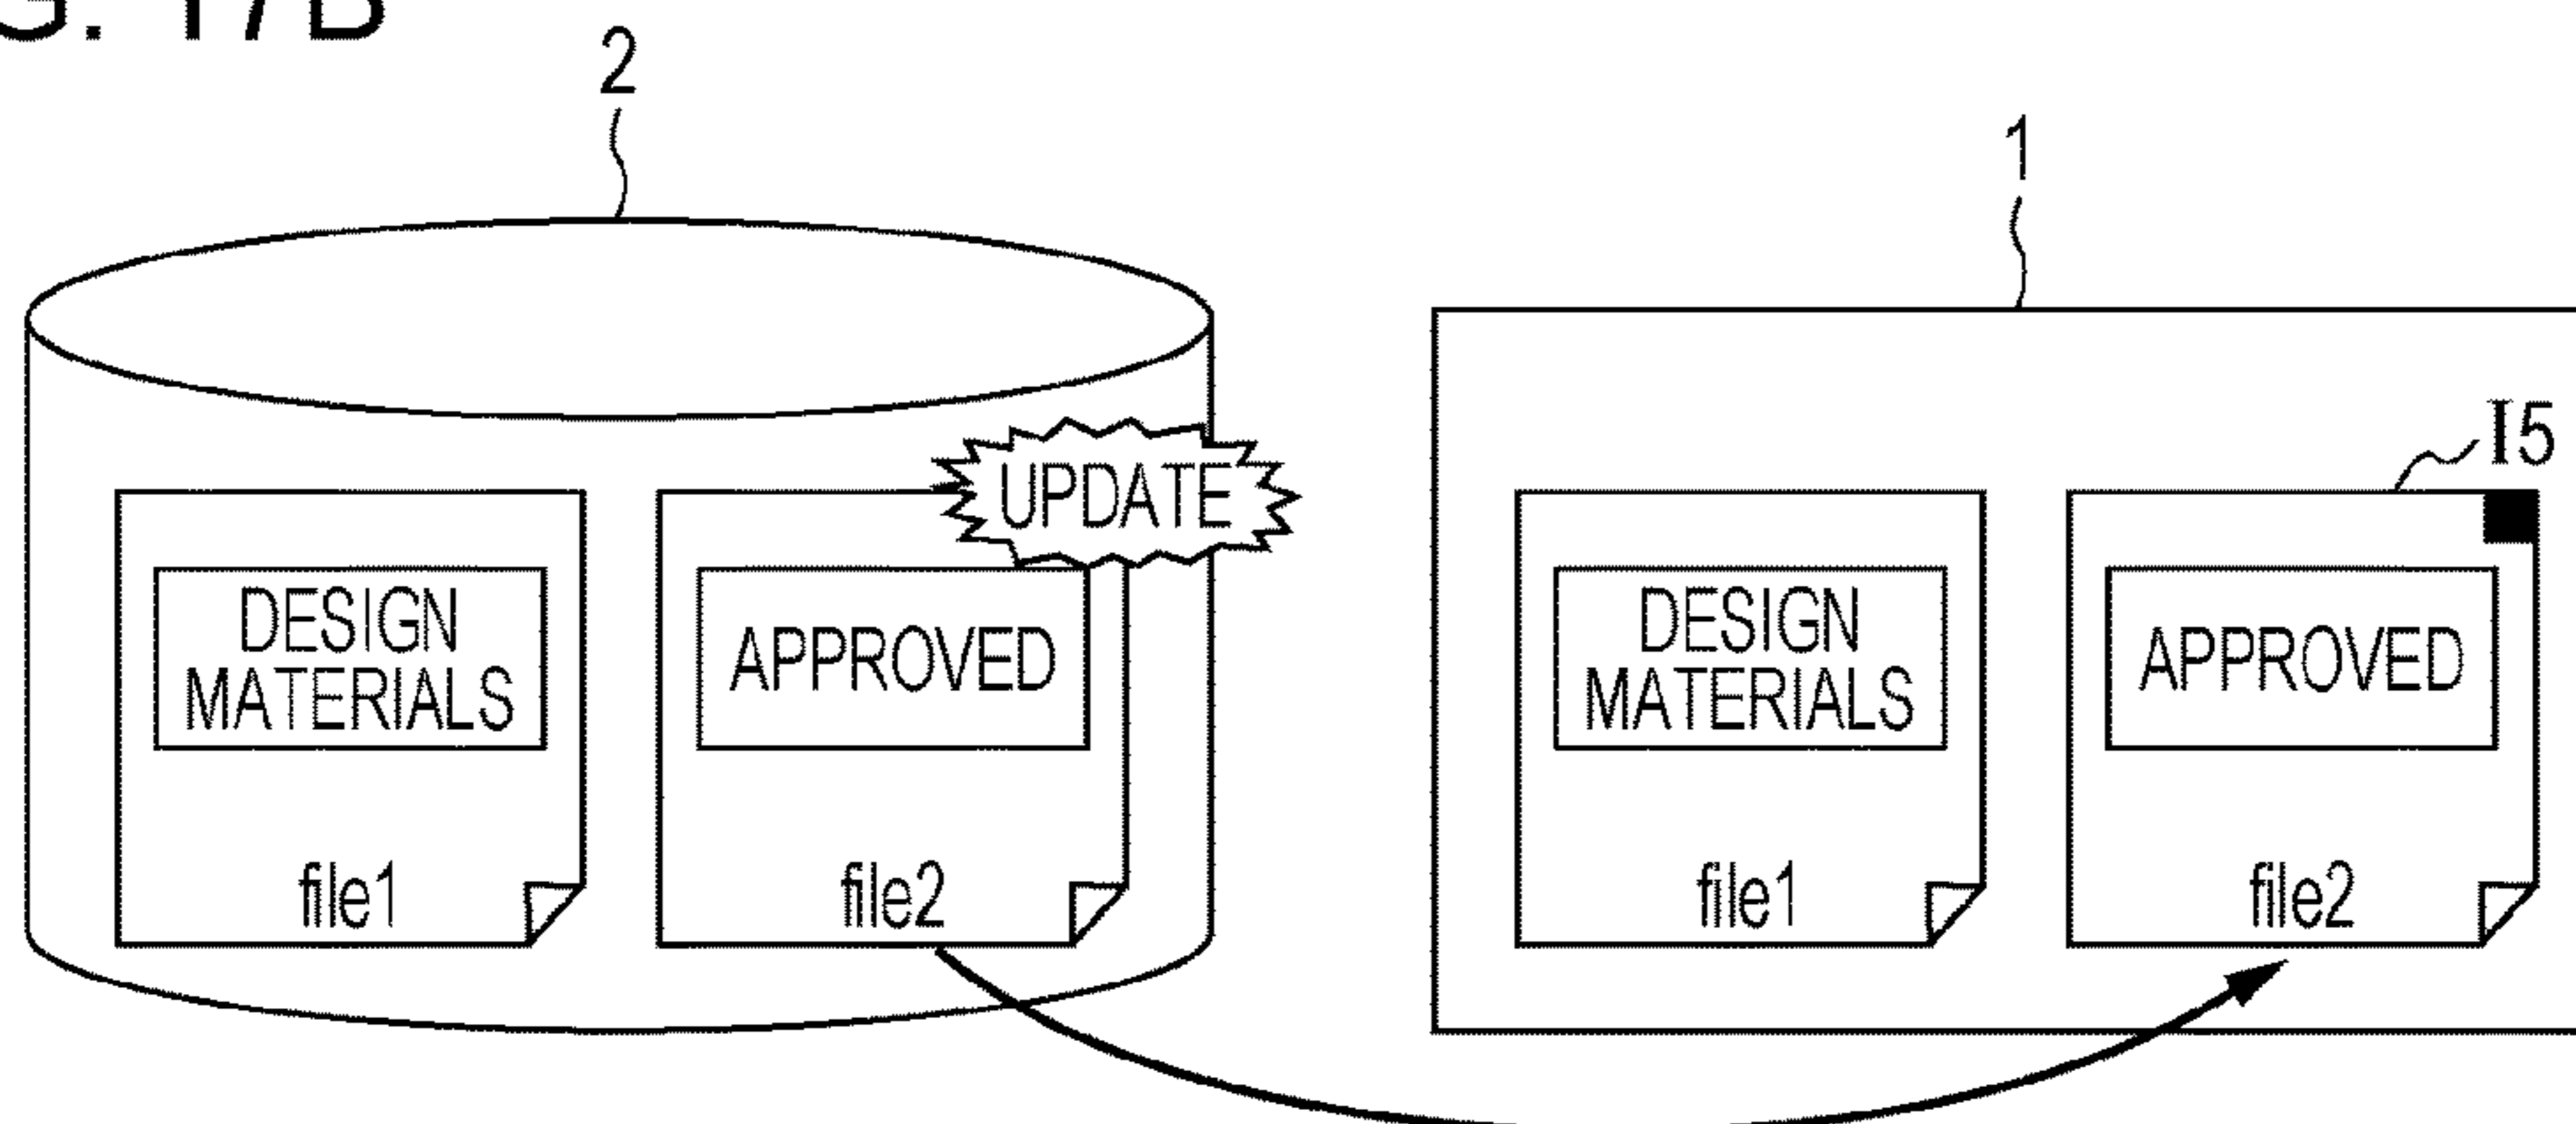 G. 17B
2
1
UPDATE
I5
DESIGN
MATERIALS
APPROVED
DESIGN
MATERIALS
APPROVED
file1
file2
file1
file2